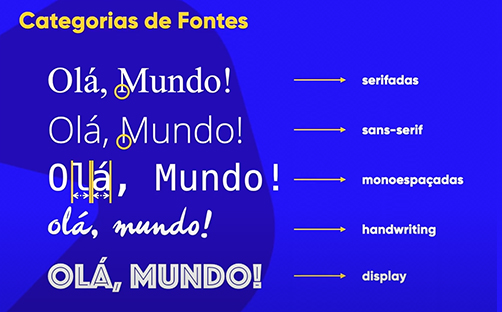 Categorias de Fontes
Olá, Mundo!
serifadas
Olá, Mundo!
sans-serif
Olá, Mundo!
monoespaçadas
olá, mundo!
handwriting
OLÁ, MUNDO!
display